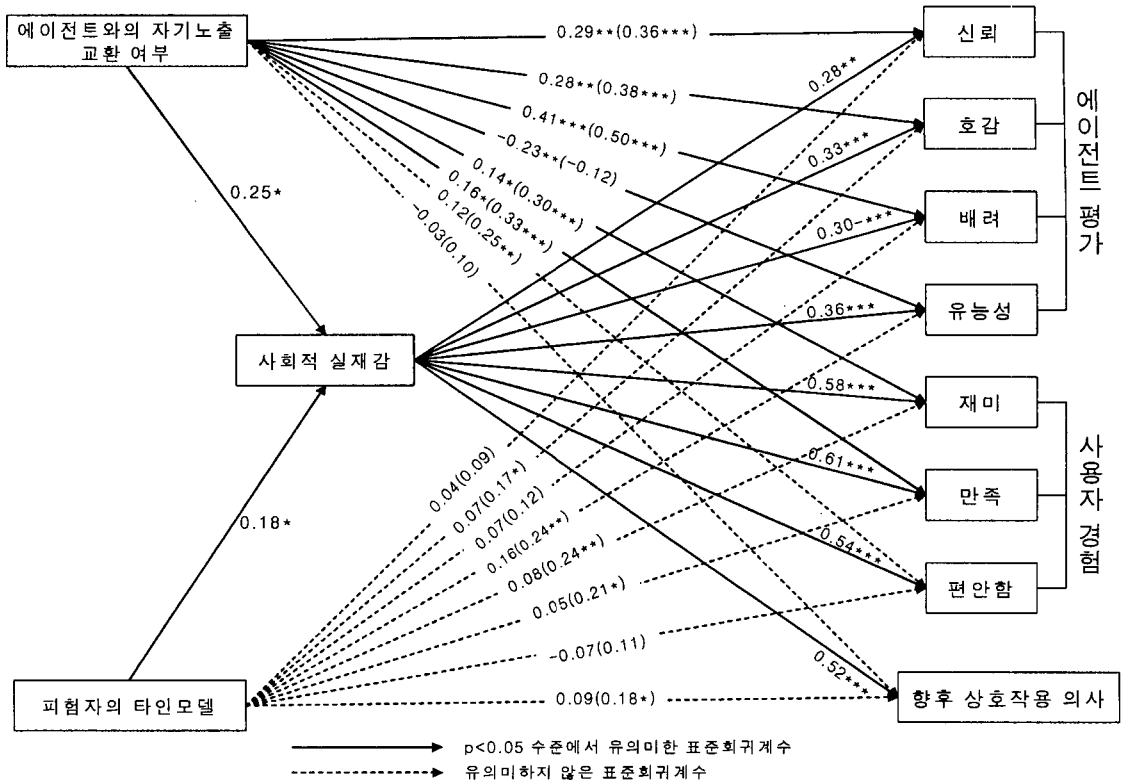 에이전트와의 자기노출
교환 여부
0.29**(0.36***)
0.28**(0.38***)
0.41***(0.50***)
-0.23**(-0.12)
0.14*(0.30***)
0.16*(0.33***)
0.12(0.25**)
-0.03(0.10)
0.25*
사회적 실재감
0.28**
0.33***
0.30-***
0.36***
0.58***
0.61***
0.54***
0.52***
0.18*
피험자의 타인모델
0.04(0.09)
0.07(0.17*)
0.07(0.12)
0.16(0.24**)
0.08(0.24**)
0.05(0.21*)
-0.07(0.11)
0.09(0.18*)
신뢰
호감
배려
유능성
재미
만족
편안함
향후 상호작용 의사
에이전트 평가
사용자 경험
p<0.05 수준에서 유의미한 표준회귀계수
유의미하지 않은 표준회귀계수